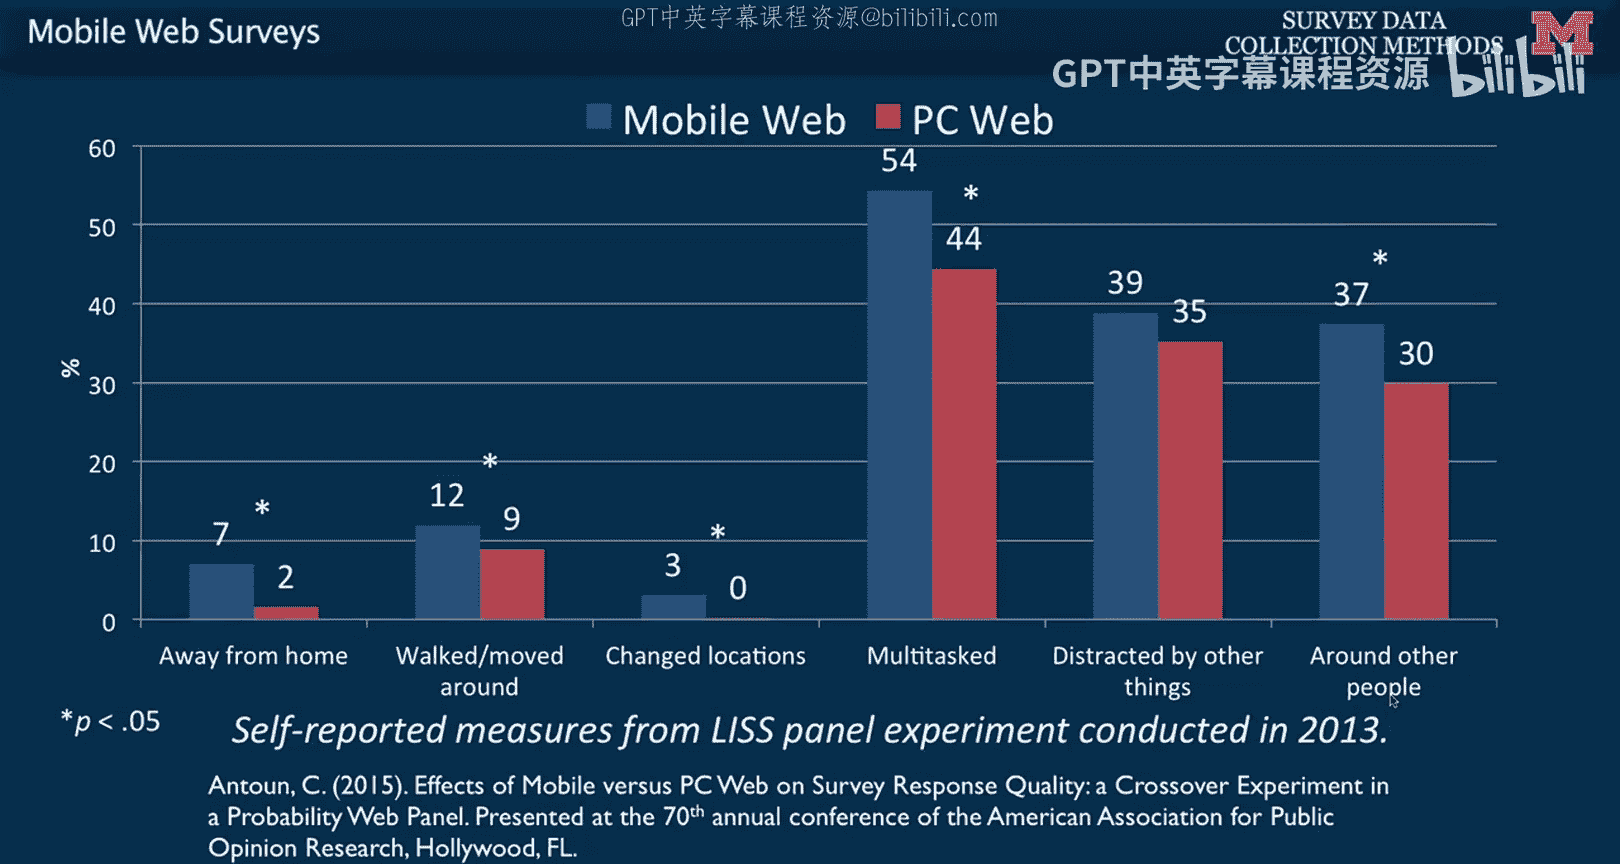 Mobile Web Surveys
GPT中英字幕课程资源@bilibili.com
SURVEY DATA
COLLECTION METHODS
M
GPT中英字幕课程资源 bilibili
Mobile Web PC Web
60
50
40
30
20
10
0
%
7
*
2
12
*
9
3
*
0
54
*
44
39
35
37
*
30
Away from home
Walked/moved
around
Changed locations
Multitasked
Distracted by other
things
Around other
people
*p < .05
Self-reported measures from LISS panel experiment conducted in 2013.
Antoun, C. (2015). Effects of Mobile versus PC Web on Survey Response Quality: a Crossover Experiment in
a Probability Web Panel. Presented at the 70th annual conference of the American Association for Public
Opinion Research, Hollywood, FL.